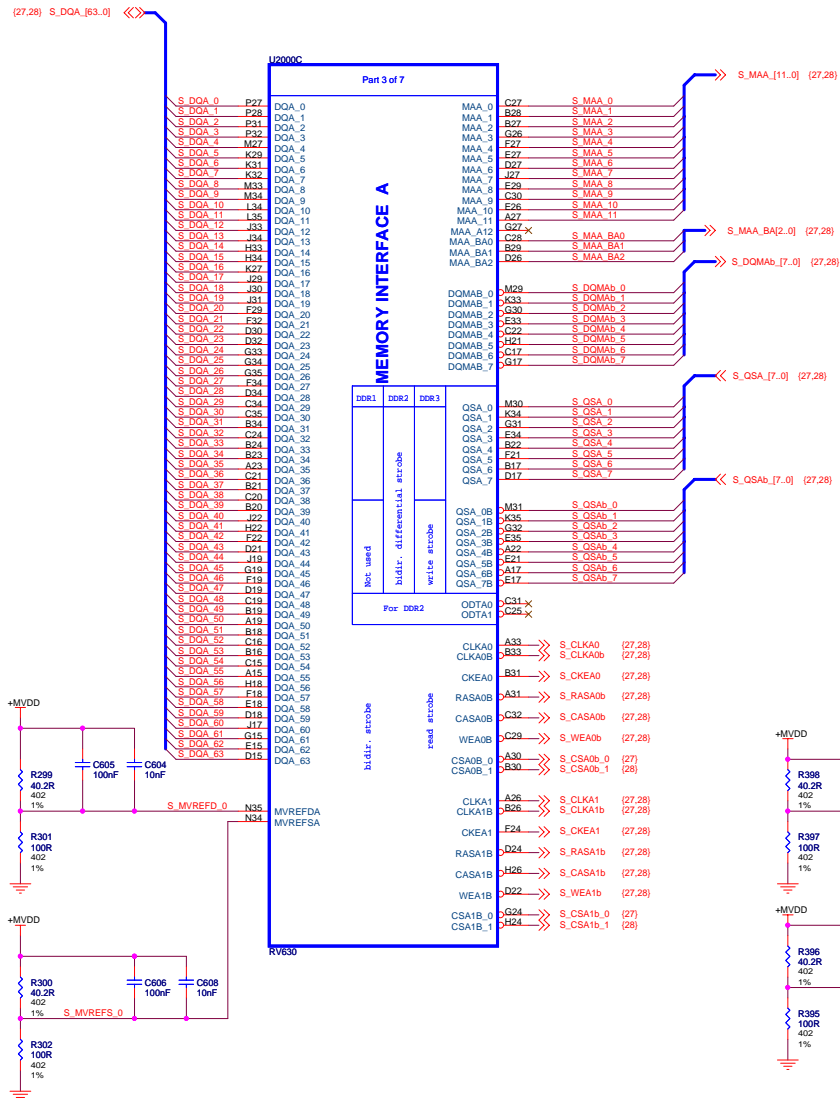 {27,28} S_DQA_[63..0]
U2000C
Part 3 of 7
MEMORY INTERFACE A
S_DQA_0 P27 DQA_0
S_DQA_1 P28 DQA_1
S_DQA_2 P31 DQA_2
S_DQA_3 P32 DQA_3
S_DQA_4 M27 DQA_4
S_DQA_5 K29 DQA_5
S_DQA_6 K31 DQA_6
S_DQA_7 K32 DQA_7
S_DQA_8 M33 DQA_8
S_DQA_9 M34 DQA_9
S_DQA_10 L34 DQA_10
S_DQA_11 L35 DQA_11
S_DQA_12 J33 DQA_12
S_DQA_13 J34 DQA_13
S_DQA_14 H33 DQA_14
S_DQA_15 H34 DQA_15
S_DQA_16 K27 DQA_16
S_DQA_17 J29 DQA_17
S_DQA_18 J30 DQA_18
S_DQA_19 J31 DQA_19
S_DQA_20 F29 DQA_20
S_DQA_21 F32 DQA_21
S_DQA_22 D30 DQA_22
S_DQA_23 D32 DQA_23
S_DQA_24 G33 DQA_24
S_DQA_25 G34 DQA_25
S_DQA_26 G35 DQA_26
S_DQA_27 F34 DQA_27
S_DQA_28 D34 DQA_28
S_DQA_29 C34 DQA_29
S_DQA_30 C35 DQA_30
S_DQA_31 B34 DQA_31
S_DQA_32 C24 DQA_32
S_DQA_33 B24 DQA_33
S_DQA_34 B23 DQA_34
S_DQA_35 A23 DQA_35
S_DQA_36 C21 DQA_36
S_DQA_37 B21 DQA_37
S_DQA_38 C20 DQA_38
S_DQA_39 B20 DQA_39
S_DQA_40 J22 DQA_40
S_DQA_41 H22 DQA_41
S_DQA_42 F22 DQA_42
S_DQA_43 D21 DQA_43
S_DQA_44 J19 DQA_44
S_DQA_45 G19 DQA_45
S_DQA_46 F19 DQA_46
S_DQA_47 D19 DQA_47
S_DQA_48 C19 DQA_48
S_DQA_49 B19 DQA_49
S_DQA_50 A19 DQA_50
S_DQA_51 B18 DQA_51
S_DQA_52 C16 DQA_52
S_DQA_53 B16 DQA_53
S_DQA_54 C15 DQA_54
S_DQA_55 A15 DQA_55
S_DQA_56 H18 DQA_56
S_DQA_57 F18 DQA_57
S_DQA_58 E18 DQA_58
S_DQA_59 D18 DQA_59
S_DQA_60 J17 DQA_60
S_DQA_61 G15 DQA_61
S_DQA_62 E15 DQA_62
S_DQA_63 D15 DQA_63
S_MVREFD_0 N35 MVREFDA
N34 MVREFSA
MAA_0 C27 S_MAA_0
MAA_1 B28 S_MAA_1
MAA_2 B27 S_MAA_2
MAA_3 G26 S_MAA_3
MAA_4 F27 S_MAA_4
MAA_5 E27 S_MAA_5
MAA_6 D27 S_MAA_6
MAA_7 J27 S_MAA_7
MAA_8 E29 S_MAA_8
MAA_9 C30 S_MAA_9
MAA_10 E26 S_MAA_10
MAA_11 A27 S_MAA_11
MAA_A12 G27
MAA_BA0 C28 S_MAA_BA0
MAA_BA1 B29 S_MAA_BA1
MAA_BA2 D26 S_MAA_BA2
S_MAA_[11..0] {27,28}
S_MAA_BA[2..0] {27,28}
S_DQMAb_[7..0] {27,28}
DQMAB_0 M29 S_DQMAb_0
DQMAB_1 K33 S_DQMAb_1
DQMAB_2 G30 S_DQMAb_2
DQMAB_3 E33 S_DQMAb_3
DQMAB_4 C22 S_DQMAb_4
DQMAB_5 H21 S_DQMAb_5
DQMAB_6 C17 S_DQMAb_6
DQMAB_7 G17 S_DQMAb_7
S_QSA_[7..0] {27,28}
DDR1 DDR2 DDR3
Not used
bidir. differential strobe
write strobe
For DDR2
bidir. strobe
read strobe
QSA_0 M30 S_QSA_0
QSA_1 K34 S_QSA_1
QSA_2 G31 S_QSA_2
QSA_3 E34 S_QSA_3
QSA_4 B22 S_QSA_4
QSA_5 F21 S_QSA_5
QSA_6 B17 S_QSA_6
QSA_7 D17 S_QSA_7
S_QSAb_[7..0] {27,28}
QSA_0B M31 S_QSAb_0
QSA_1B K35 S_QSAb_1
QSA_2B G32 S_QSAb_2
QSA_3B E35 S_QSAb_3
QSA_4B A22 S_QSAb_4
QSA_5B E21 S_QSAb_5
QSA_6B A17 S_QSAb_6
QSA_7B E17 S_QSAb_7
ODTA0 C31
ODTA1 C25
CLKA0 A33 S_CLKA0 {27,28}
CLKA0B B33 S_CLKA0b {27,28}
CKEA0 B31 S_CKEA0 {27,28}
RASA0B A31 S_RASA0b {27,28}
CASA0B C32 S_CASA0b {27,28}
WEA0B C29 S_WEA0b {27,28}
CSA0B_0 A30 S_CSA0b_0 {27}
CSA0B_1 B30 S_CSA0b_1 {28}
CLKA1 A26 S_CLKA1 {27,28}
CLKA1B B26 S_CLKA1b {27,28}
CKEA1 F24 S_CKEA1 {27,28}
RASA1B D24 S_RASA1b {27,28}
CASA1B H26 S_CASA1b {27,28}
WEA1B D22 S_WEA1b {27,28}
CSA1B_0 G24 S_CSA1b_0 {27}
CSA1B_1 H24 S_CSA1b_1 {28}
RV630
+MVDD
R299
40.2R
402
1%
C605
100nF
C604
10nF
R301
100R
402
1%
+MVDD
R300
40.2R
402
1%
S_MVREFS_0
C606
100nF
C608
10nF
R302
100R
402
1%
+MVDD
R398
40.2R
402
1%
R397
100R
402
1%
+MVDD
R396
40.2R
402
1%
R395
100R
402
1%